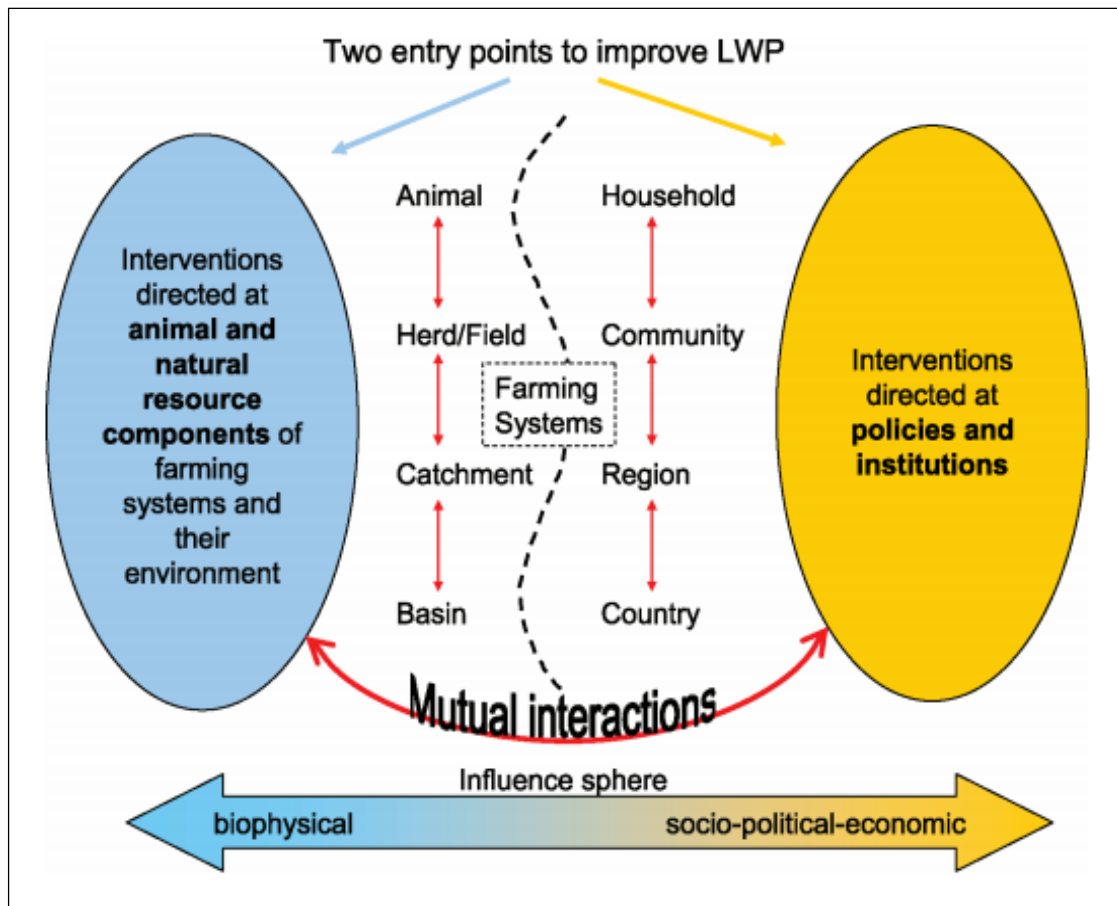 Two entry points to improve LWP
Interventions
directed at
animal and
natural
resource
components of
farming
systems and
their
environment
Animal
Herd/Field
Catchment
Basin
Farming
Systems
Household
Community
Region
Country
Interventions
directed at
policies and
institutions
Mutual interactions
Influence sphere
biophysical
socio-political-economic